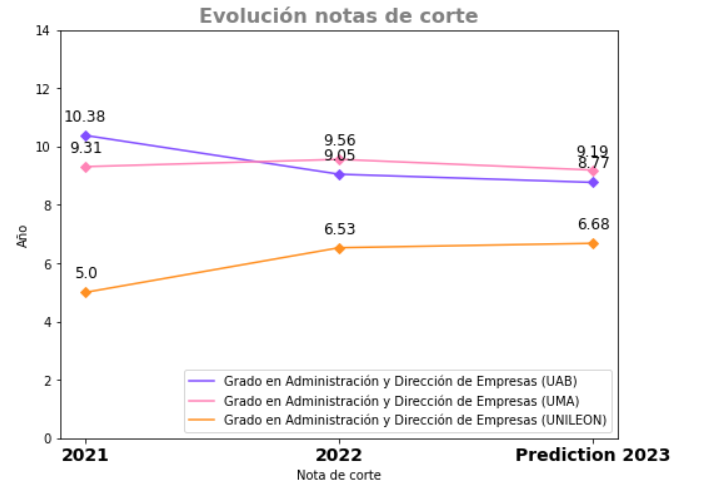 Evolución notas de corte
14
12
10
8
6
4
2
0
Año
10.38
9.31
5.0
9.56
9.05
6.53
9.19
8.77
6.68
Grado en Administración y Dirección de Empresas (UAB)
Grado en Administración y Dirección de Empresas (UMA)
Grado en Administración y Dirección de Empresas (UNILEON)
2021 2022 Prediction 2023
Nota de corte